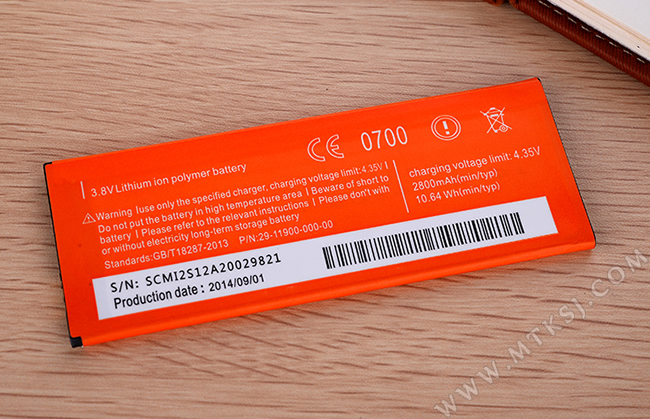 CE 0700
3.8V Lithium ion polymer battery
Warning |use only the specified charger, charging voltage limit: 4.35V
Do not put the battery in high temperature area | Beware of short to
battery | Please refer to the relevant instructions | Please don't with
or without electricity long-term storage battery
Standards:GB/T18287-2013 P/N:29-11900-000-00
charging voltage limit: 4.35V
2800mAh(min/typ)
10.64 Wh(min/typ)
S/N: SCMI2S12A20029821
Production date : 2014/09/01
WWW.MTKSJ.COM